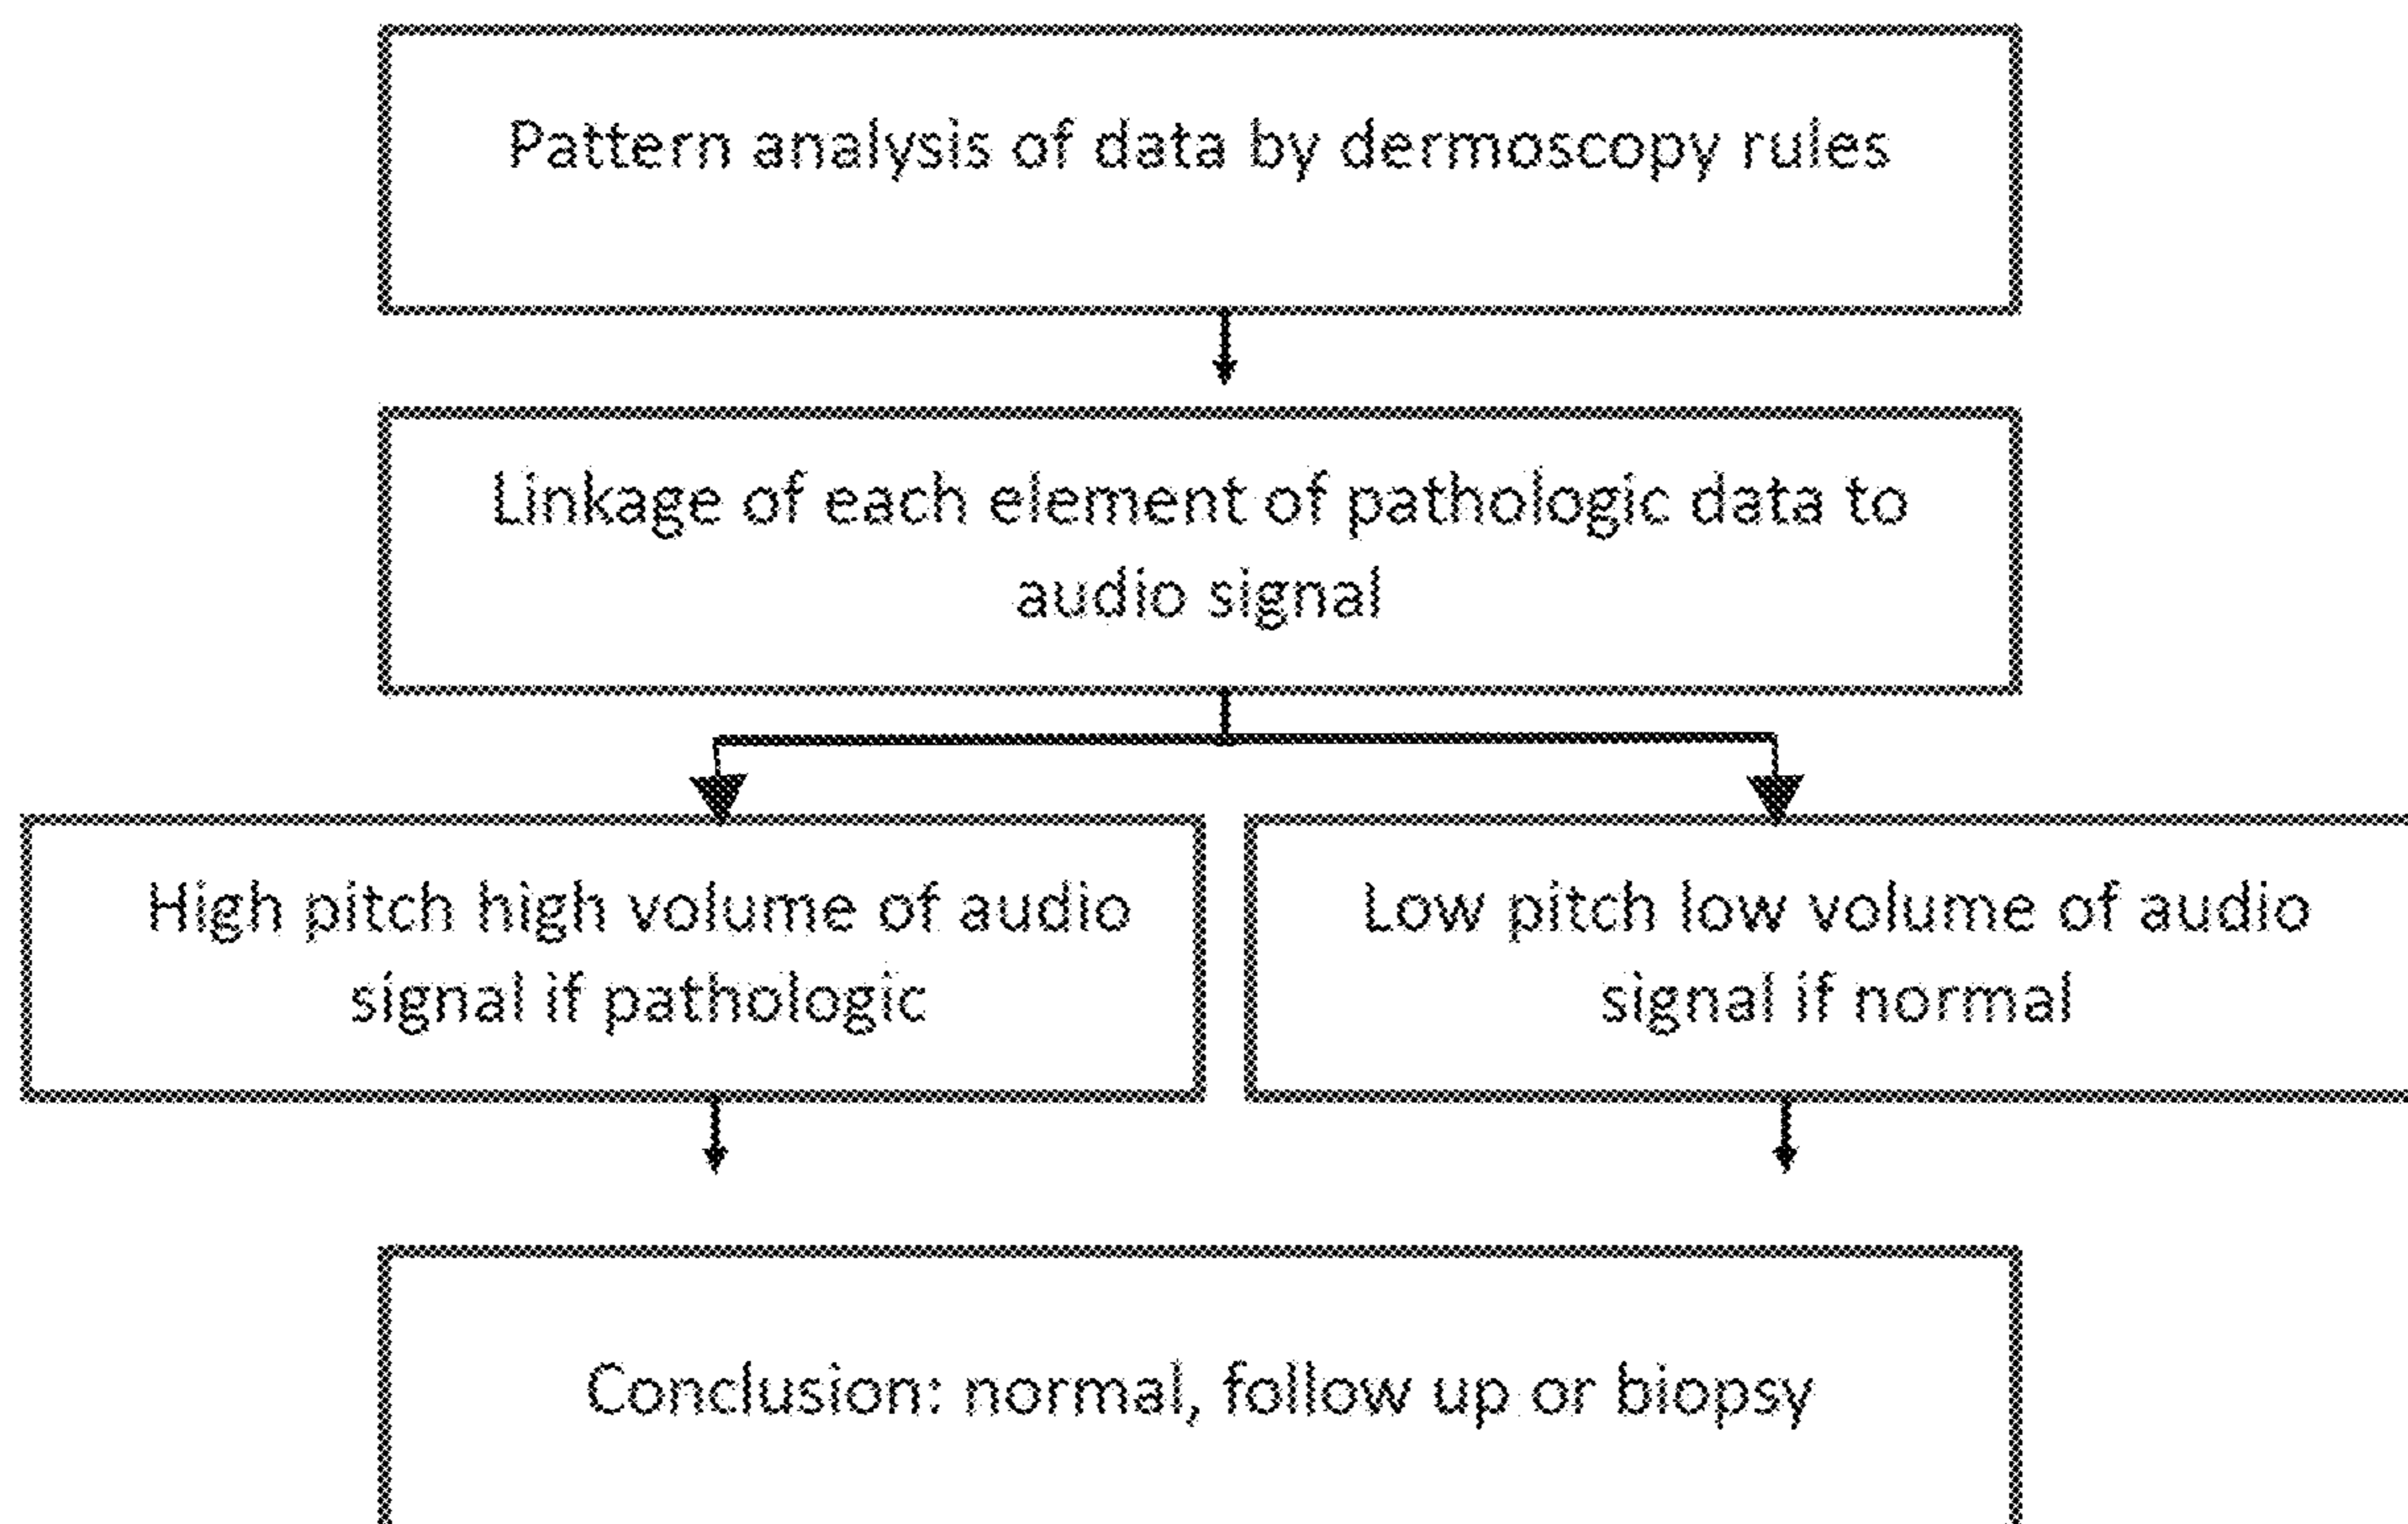 Pattern analysis of data by dermoscopy rules
Linkage of each element of pathologic data to
audio signal
High pitch high volume of audio
signal if pathologic
Low pitch low volume of audio
signal if normal
Conclusion: normal, follow up or biopsy